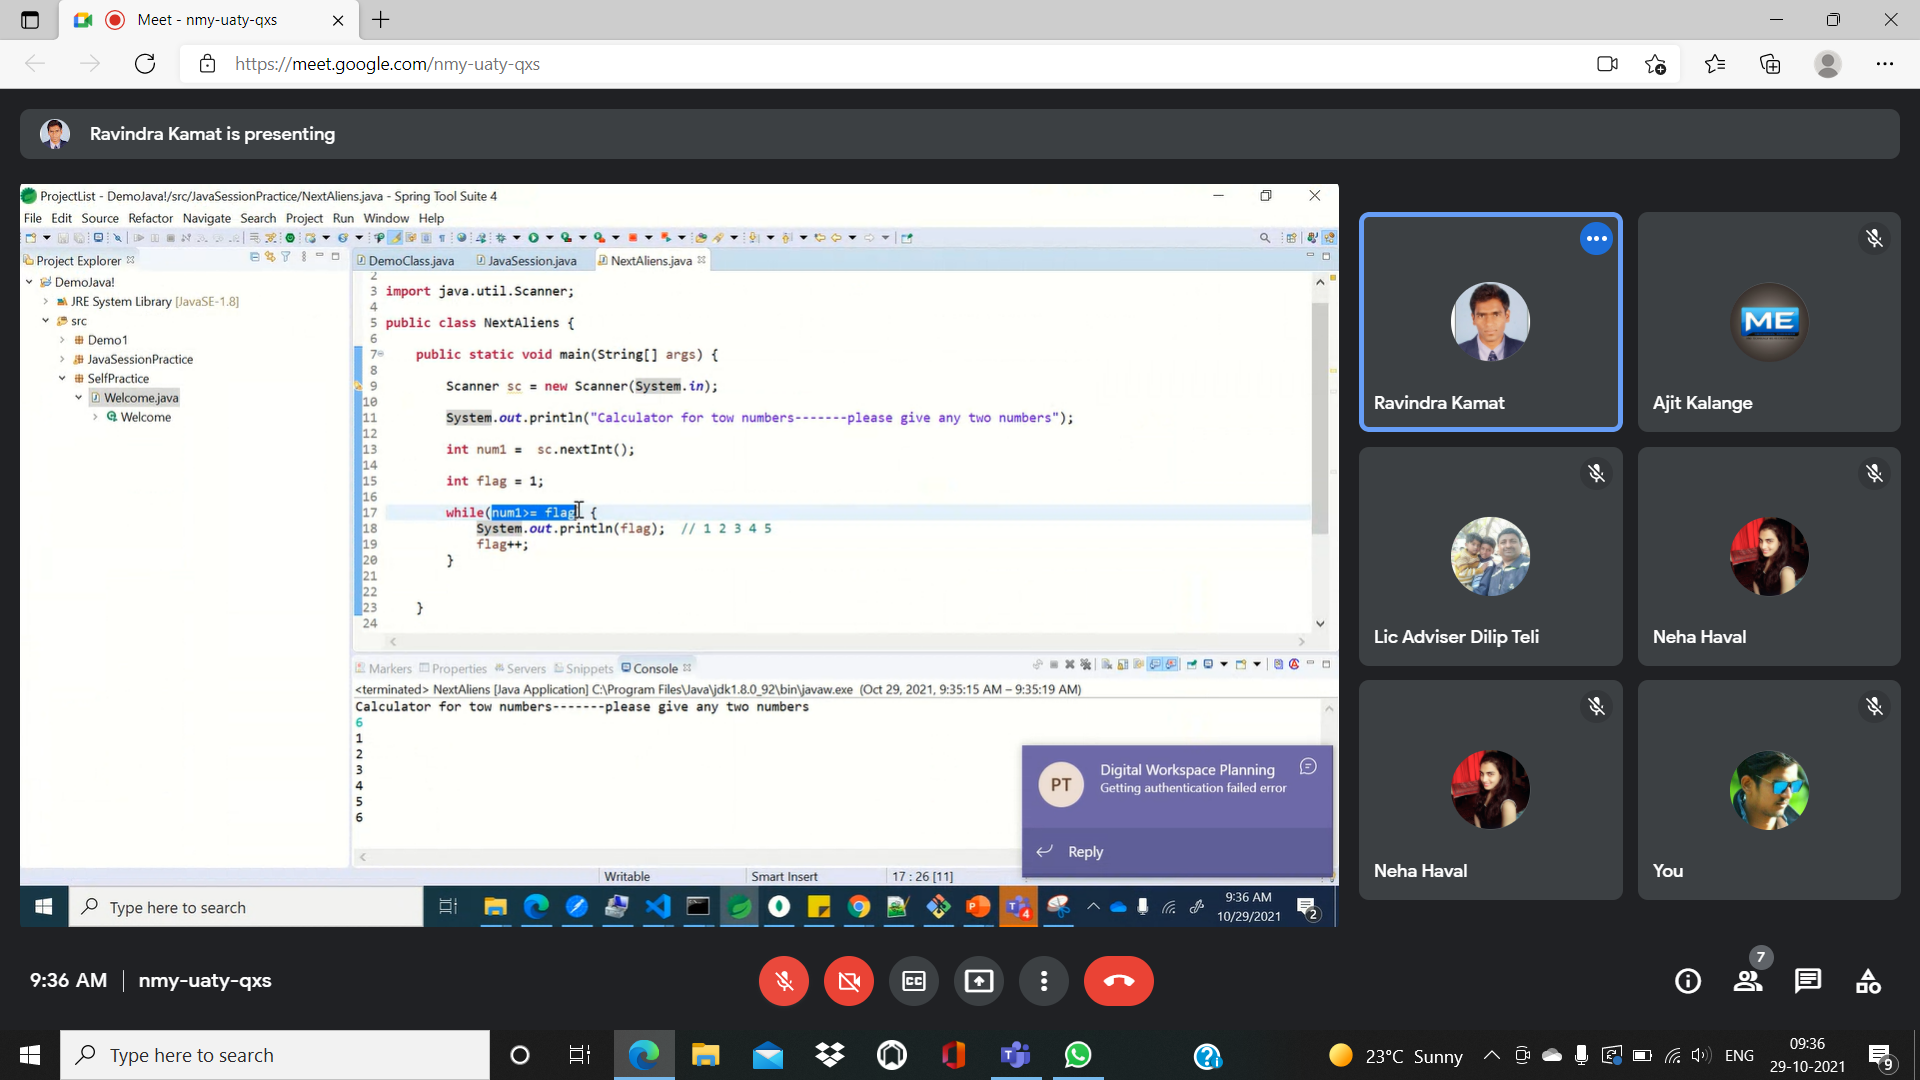 Meet - nmy-uaty-qxs
https://meet.google.com/nmy-uaty-qxs
Ravindra Kamat is presenting
ProjectList - DemoJava!/src/JavaSessionPractice/NextAliens.java - Spring Tool Suite 4
File Edit Source Refactor Navigate Search Project Run Window Help
Project Explorer
DemoJava!
JRE System Library [JavaSE-1.8]
src
Demo1
JavaSessionPractice
SelfPractice
Welcome.java
Welcome
DemoClass.java JavaSession.java NextAliens.java
2
3 import java.util.Scanner;
4
5 public class NextAliens {
6
7 public static void main(String[] args) {
8
9 Scanner sc = new Scanner(System.in);
10
11 System.out.println("Calculator for tow numbers-------please give any two numbers");
12
13 int num1 = sc.nextInt();
14
15 int flag = 1;
16
17 while(num1>= flag) {
18 System.out.println(flag); // 1 2 3 4 5
19 flag++;
20 }
21
22
23 }
24
Markers Properties Servers Snippets Console
<terminated> NextAliens [Java Application] C:\Program Files\Java\jdk1.8.0_92\bin\javaw.exe (Oct 29, 2021, 9:35:15 AM – 9:35:19 AM)
Calculator for tow numbers-------please give any two numbers
6
1
2
3
4
5
6
PT
Digital Workspace Planning
Getting authentication failed error
Reply
Writable Smart Insert 17 : 26 [11]
Type here to search
4
9:36 AM
10/29/2021
2
Ravindra Kamat
ME
Ajit Kalange
Lic Adviser Dilip Teli
Neha Haval
Neha Haval
You
9:36 AM nmy-uaty-qxs
CC
7
Type here to search
23°C Sunny
ENG
09:36
29-10-2021
9